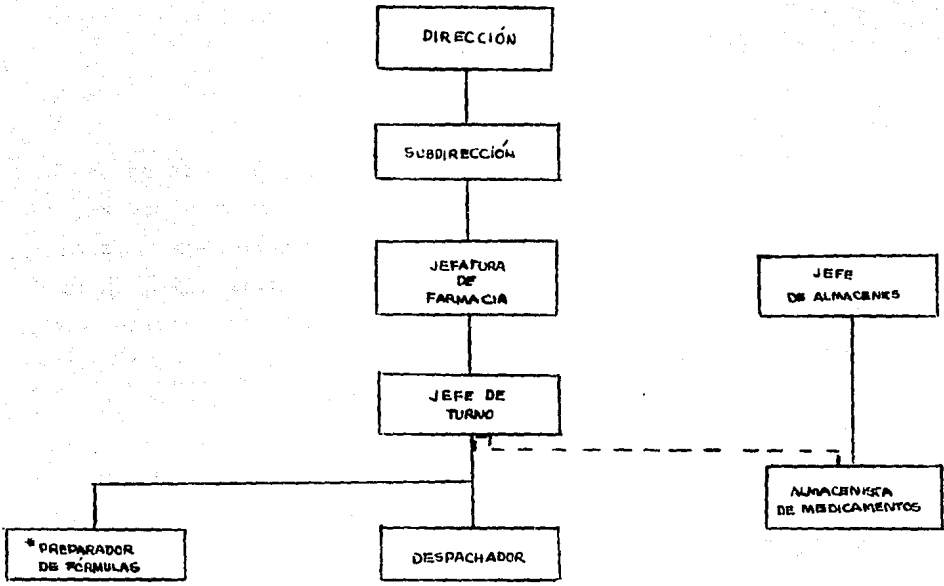 DIRECCIÓN
SUBDIRECCIÓN
JEFATURA
DE
FARMACIA
JEFE
DE ALMACENES
JEFE DE
TURNO
ALMACENISTA
DE MEDICAMENTOS
* PREPARADOR
DE FÓRMULAS
DESPACHADOR